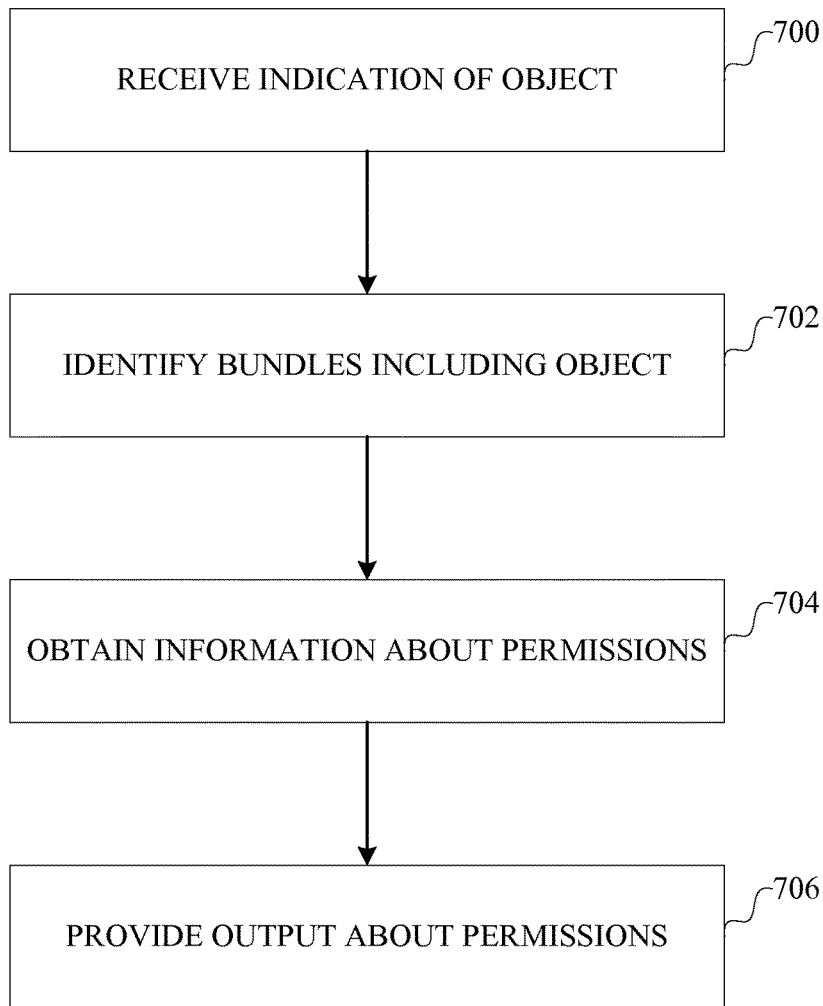 700
RECEIVE INDICATION OF OBJECT
702
IDENTIFY BUNDLES INCLUDING OBJECT
704
OBTAIN INFORMATION ABOUT PERMISSIONS
706
PROVIDE OUTPUT ABOUT PERMISSIONS